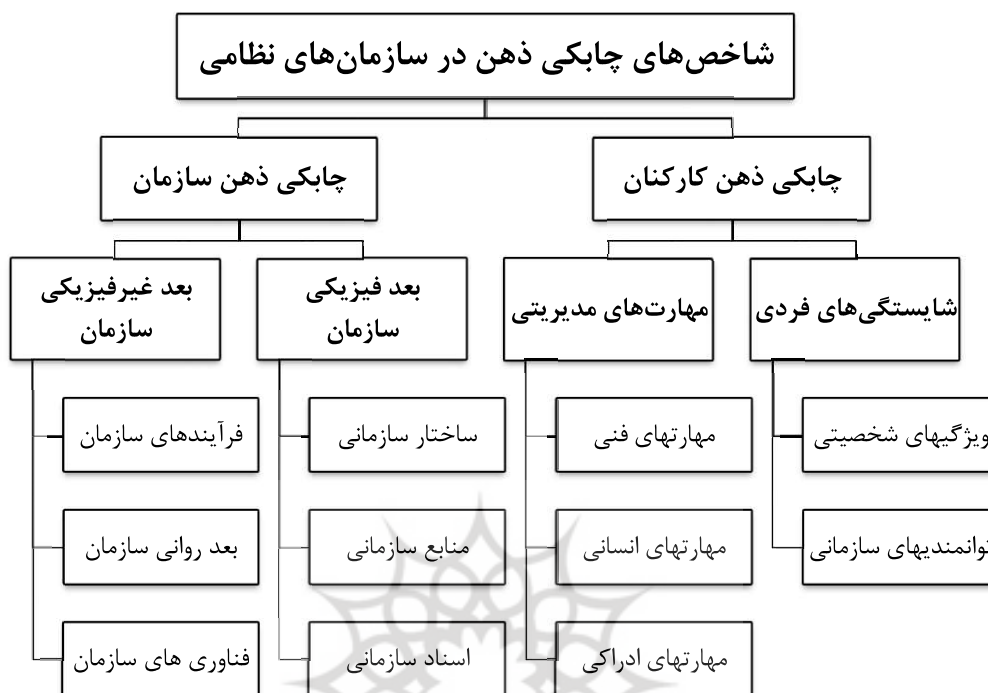 شاخص‌های چابکی ذهن در سازمان‌های نظامی
چابکی ذهن کارکنان
چابکی ذهن سازمان
شایستگی‌های فردی
مهارت‌های مدیریتی
بعد فیزیکی
سازمان
بعد غیرفیزیکی
سازمان
ویژگیهای شخصیتی
مهارتهای فنی
ساختار سازمانی
فرآیندهای سازمان
توانمندیهای سازمانی
مهارتهای انسانی
منابع سازمانی
بعد روانی سازمان
مهارتهای ادراکی
اسناد سازمانی
فناوری های سازمان